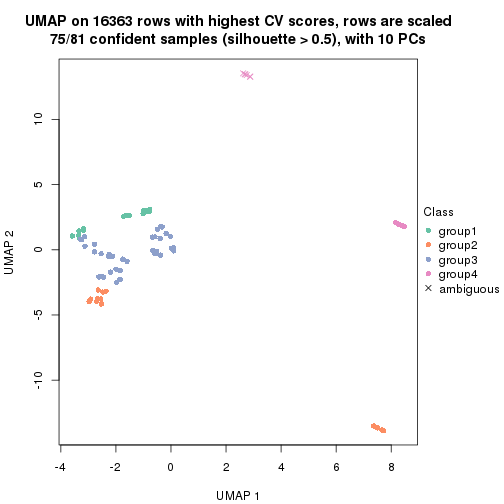 UMAP on 16363 rows with highest CV scores, rows are scaled
75/81 confident samples (silhouette > 0.5), with 10 PCs
10
5
0
-5
-10
UMAP 2
-4
-2
0
2
4
6
8
UMAP 1
Class
group1
group2
group3
group4
ambiguous